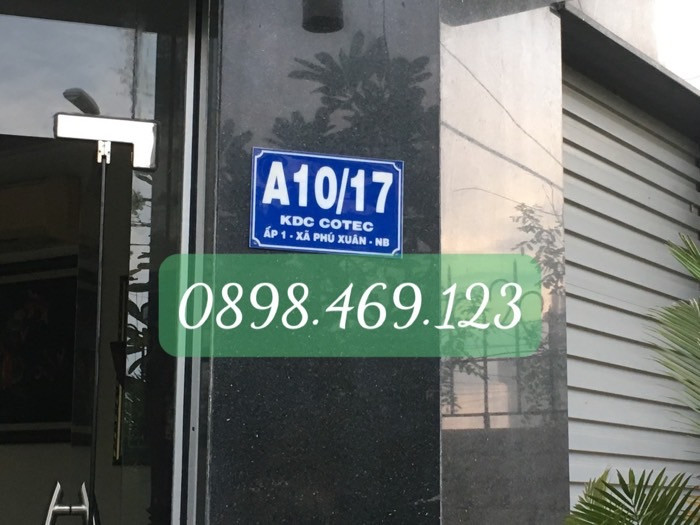 A10/17
KDC COTEC
ẤP 1 - XÃ PHÚ XUÂN - NB
0898.469.123